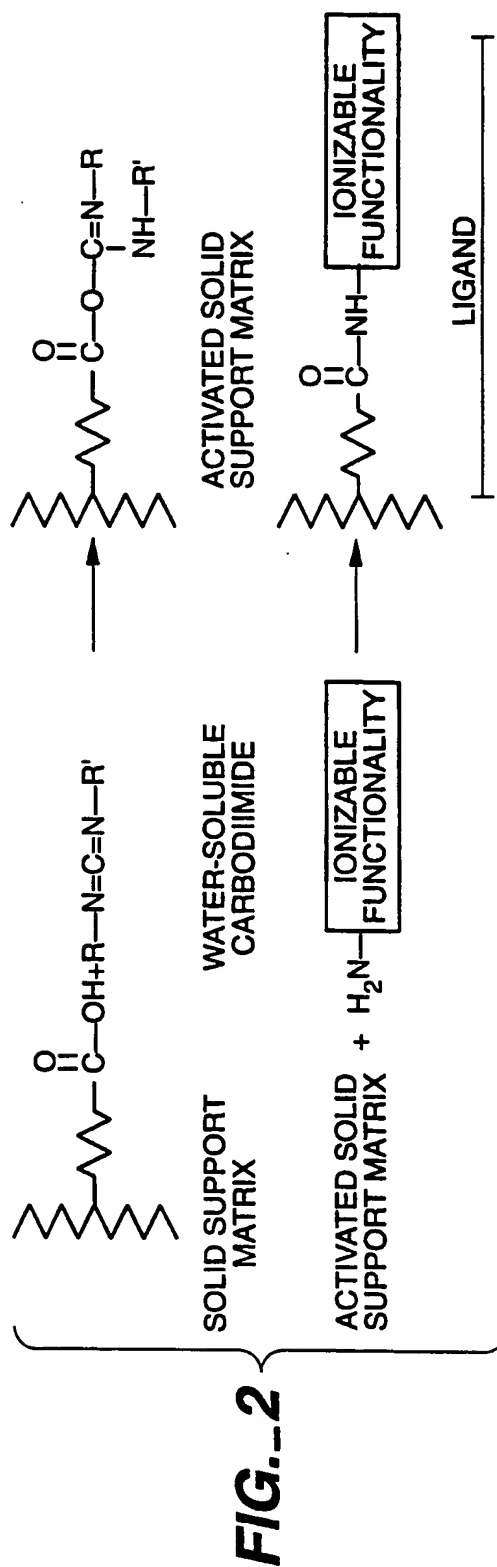 FIG._2
O
C—OH+R—N=C=N—R'
SOLID SUPPORT
MATRIX
WATER-SOLUBLE
CARBODIIMIDE
O
C—O—C=N—R
NH—R'
ACTIVATED SOLID
SUPPORT MATRIX
ACTIVATED SOLID
SUPPORT MATRIX
+ H₂N—
IONIZABLE
FUNCTIONALITY
O
C—NH—
IONIZABLE
FUNCTIONALITY
LIGAND